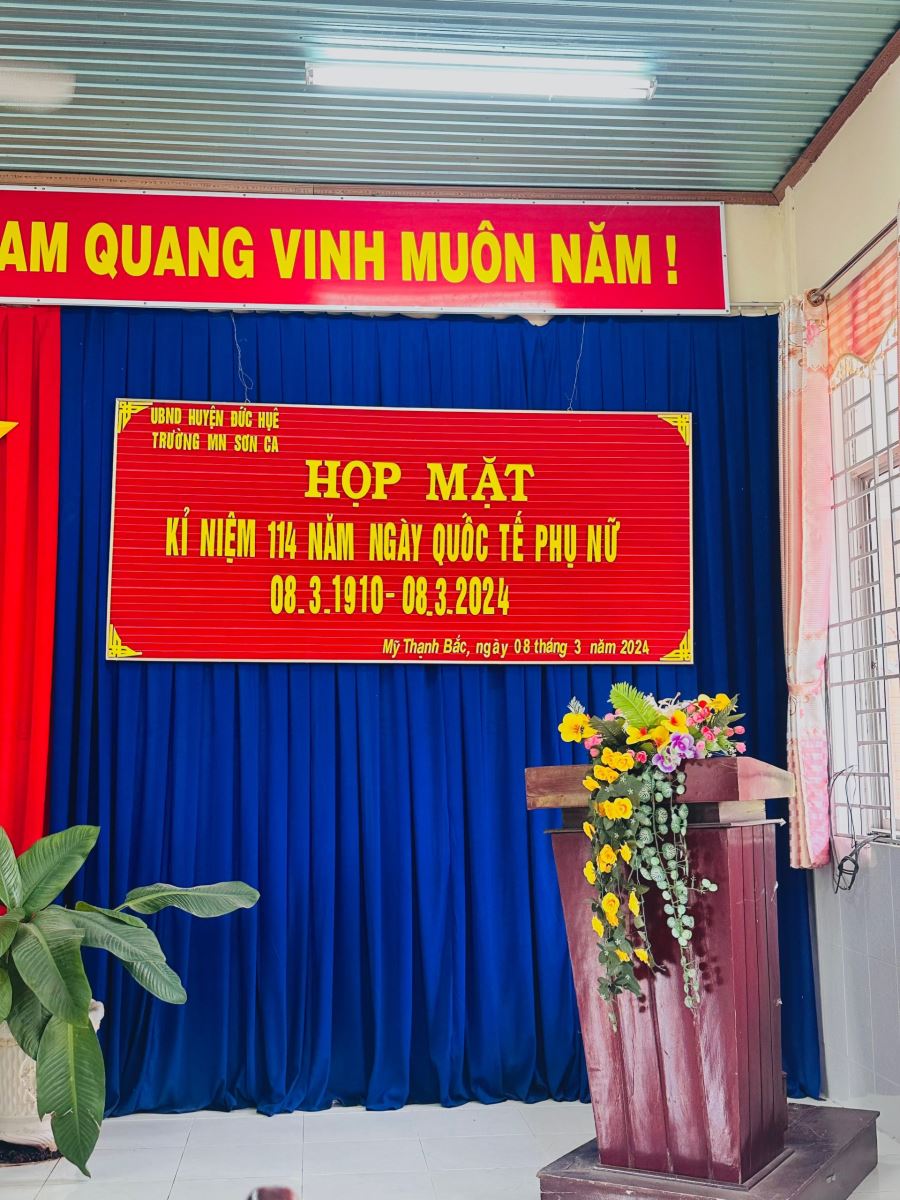 AM QUANG VINH MUÔN NĂM !
UBND HUYỆN ĐỨC HUỆ
TRƯỜNG MN SƠN CA
HỌP MẶT
KỈ NIỆM 114 NĂM NGÀY QUỐC TẾ PHỤ NỮ
08.3.1910- 08.3.2024
Mỹ Thạnh Bắc, ngày 08 tháng 3 năm 2024